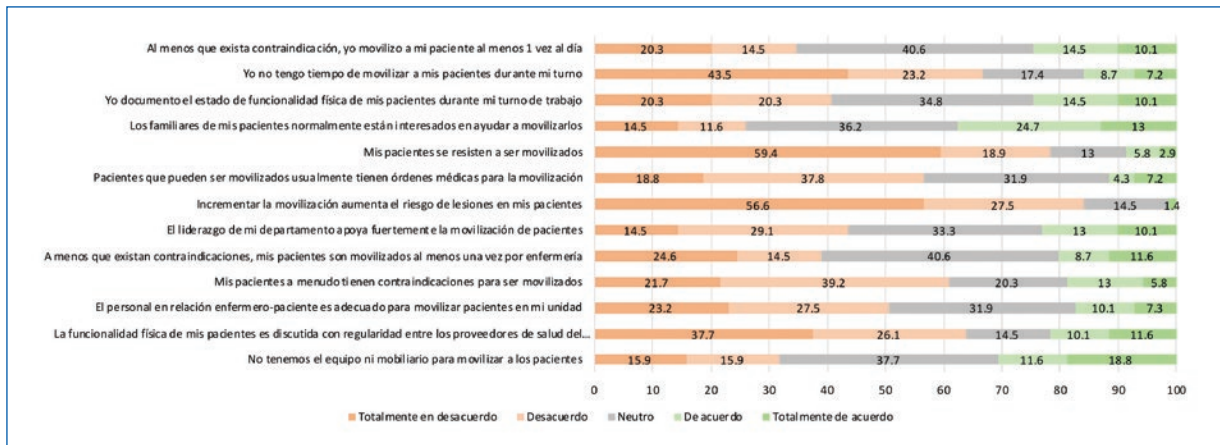 Al menos que exista contraindicación, yo movilizo a mi paciente al menos 1 vez al día
20.3 14.5 40.6 14.5 10.1
Yo no tengo tiempo de movilizar a mis pacientes durante mi turno
43.5 23.2 17.4 8.7 7.2
Yo documento el estado de funcionalidad física de mis pacientes durante mi turno de trabajo
20.3 20.3 34.8 14.5 10.1
Los familiares de mis pacientes normalmente están interesados en ayudar a movilizarlos
14.5 11.6 36.2 24.7 13
Mis pacientes se resisten a ser movilizados
59.4 18.9 13 5.8 2.9
Pacientes que pueden ser movilizados usualmente tienen órdenes médicas para la movilización
18.8 37.8 31.9 4.3 7.2
Incrementar la movilización aumenta el riesgo de lesiones en mis pacientes
56.6 27.5 14.5 1.4
El liderazgo de mi departamento apoya fuertemente la movilización de pacientes
14.5 29.1 33.3 13 10.1
A menos que existan contraindicaciones, mis pacientes son movilizados al menos una vez por enfermería
24.6 14.5 40.6 8.7 11.6
Mis pacientes a menudo tienen contraindicaciones para ser movilizados
21.7 39.2 20.3 13 5.8
El personal en relación enfermero-paciente es adecuado para movilizar pacientes en mi unidad
23.2 27.5 31.9 10.1 7.3
La funcionalidad física de mis pacientes es discutida con regularidad entre los proveedores de salud del...
37.7 26.1 14.5 10.1 11.6
No tenemos el equipo ni mobiliario para movilizar a los pacientes
15.9 15.9 37.7 11.6 18.8
0 10 20 30 40 50 60 70 80 90 100
Totalmente en desacuerdo Desacuerdo Neutro De acuerdo Totalmente de acuerdo